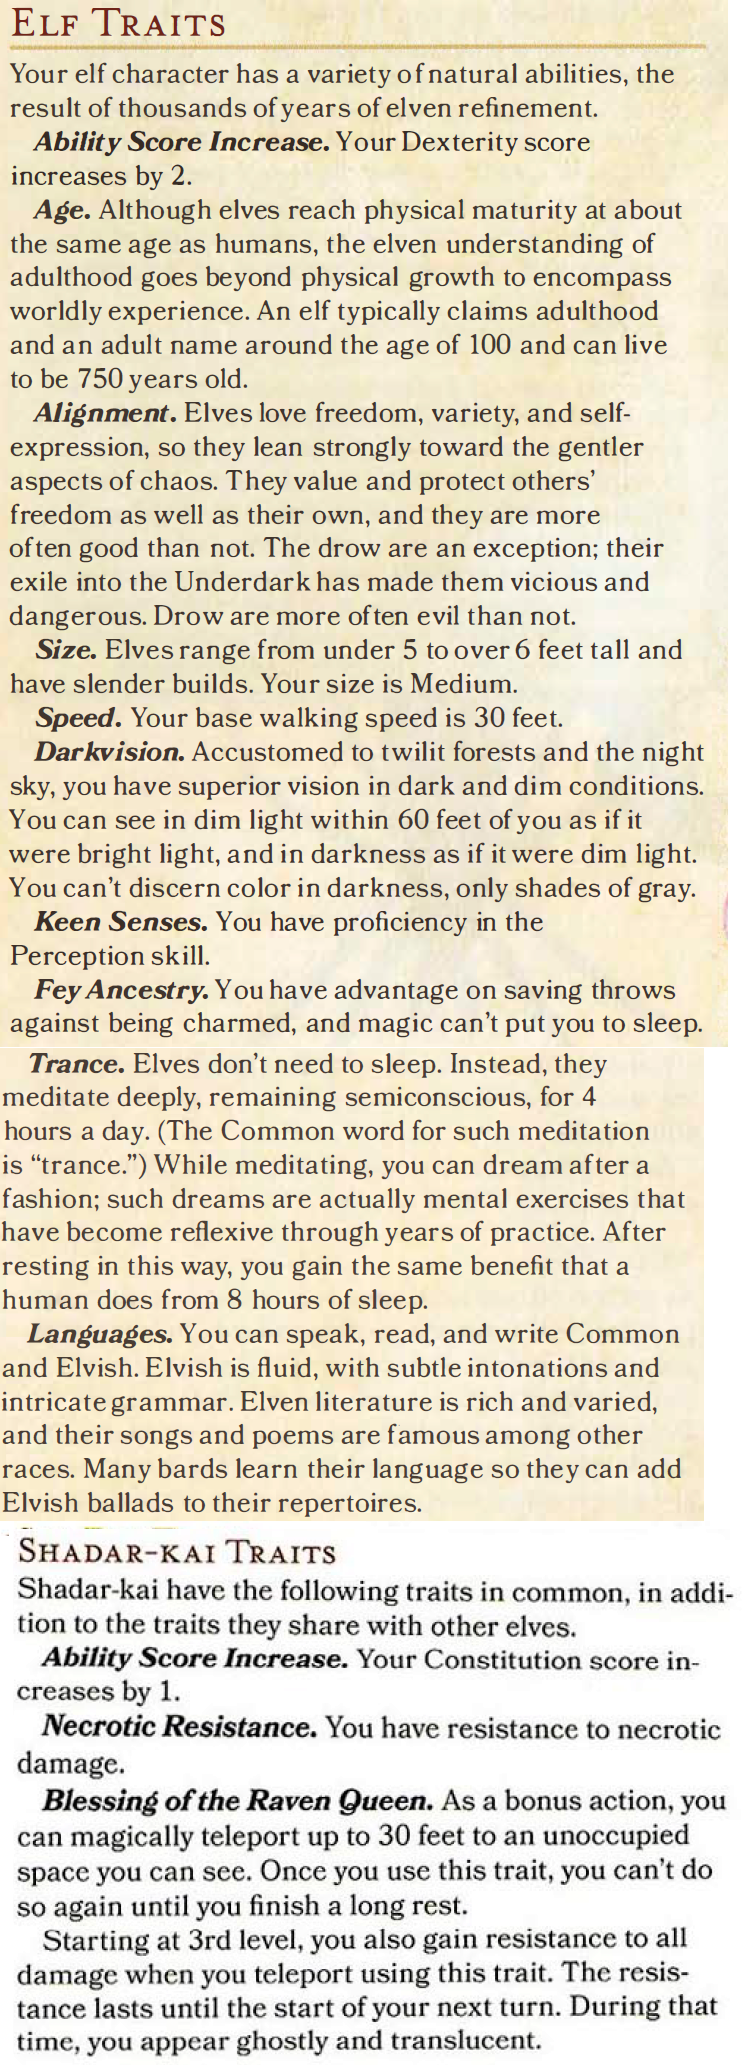 ELF TRAITS
Your elf character has a variety of natural abilities, the
result of thousands of years of elven refinement.
Ability Score Increase. Your Dexterity score
increases by 2.
Age. Although elves reach physical maturity at about
the same age as humans, the elven understanding of
adulthood goes beyond physical growth to encompass
worldly experience. An elf typically claims adulthood
and an adult name around the age of 100 and can live
to be 750 years old.
Alignment. Elves love freedom, variety, and self-
expression, so they lean strongly toward the gentler
aspects of chaos. They value and protect others'
freedom as well as their own, and they are more
often good than not. The drow are an exception; their
exile into the Underdark has made them vicious and
dangerous. Drow are more often evil than not.
Size. Elves range from under 5 to over 6 feet tall and
have slender builds. Your size is Medium.
Speed. Your base walking speed is 30 feet.
Darkvision. Accustomed to twilit forests and the night
sky, you have superior vision in dark and dim conditions.
You can see in dim light within 60 feet of you as if it
were bright light, and in darkness as if it were dim light.
You can't discern color in darkness, only shades of gray.
Keen Senses. You have proficiency in the
Perception skill.
Fey Ancestry. You have advantage on saving throws
against being charmed, and magic can't put you to sleep.
Trance. Elves don't need to sleep. Instead, they
meditate deeply, remaining semiconscious, for 4
hours a day. (The Common word for such meditation
is "trance.") While meditating, you can dream after a
fashion; such dreams are actually mental exercises that
have become reflexive through years of practice. After
resting in this way, you gain the same benefit that a
human does from 8 hours of sleep.
Languages. You can speak, read, and write Common
and Elvish. Elvish is fluid, with subtle intonations and
intricate grammar. Elven literature is rich and varied,
and their songs and poems are famous among other
races. Many bards learn their language so they can add
Elvish ballads to their repertoires.
SHADAR-KAI TRAITS
Shadar-kai have the following traits in common, in addi-
tion to the traits they share with other elves.
Ability Score Increase. Your Constitution score in-
creases by 1.
Necrotic Resistance. You have resistance to necrotic
damage.
Blessing of the Raven Queen. As a bonus action, you
can magically teleport up to 30 feet to an unoccupied
space you can see. Once you use this trait, you can't do
so again until you finish a long rest.
Starting at 3rd level, you also gain resistance to all
damage when you teleport using this trait. The resis-
tance lasts until the start of your next turn. During that
time, you appear ghostly and translucent.